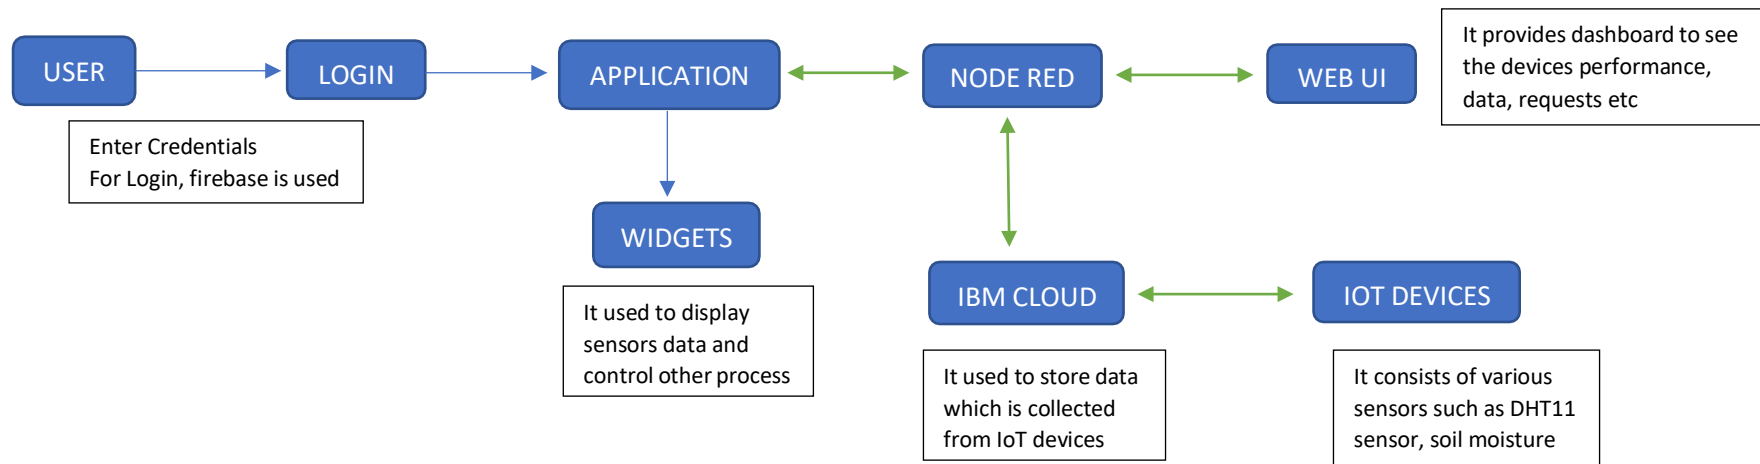 USER
LOGIN
APPLICATION
NODE RED
WEB UI
It provides dashboard to see
the devices performance,
data, requests etc
Enter Credentials
For Login, firebase is used
WIDGETS
It used to display
sensors data and
control other process
IBM CLOUD
IOT DEVICES
It used to store data
which is collected
from IoT devices
It consists of various
sensors such as DHT11
sensor, soil moisture